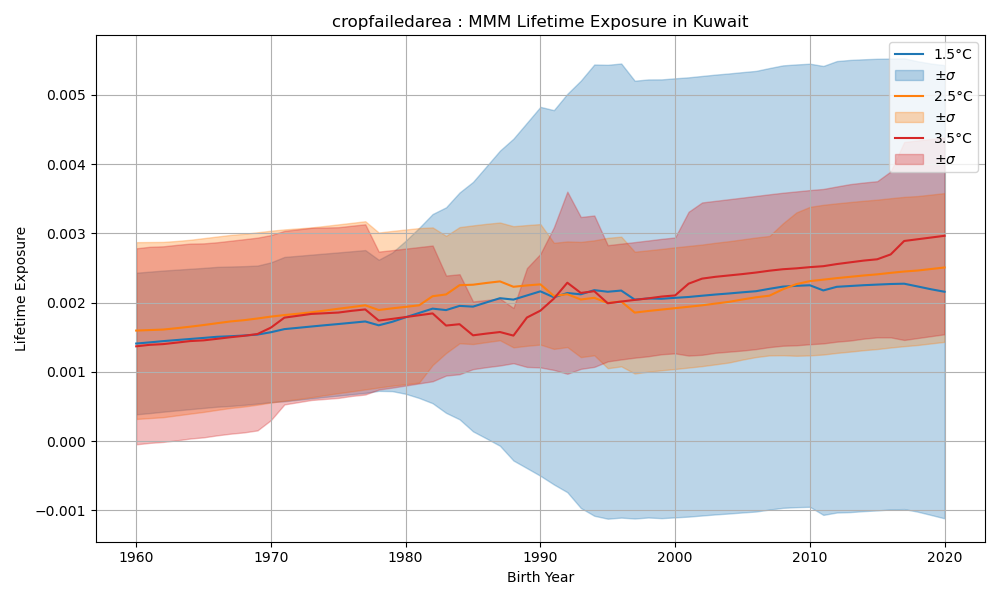 cropfailedarea : MMM Lifetime Exposure in Kuwait
1.5°C
±σ
2.5°C
±σ
3.5°C
±σ
Lifetime Exposure
0.005
0.004
0.003
0.002
0.001
0.000
−0.001
1960 1970 1980 1990 2000 2010 2020
Birth Year